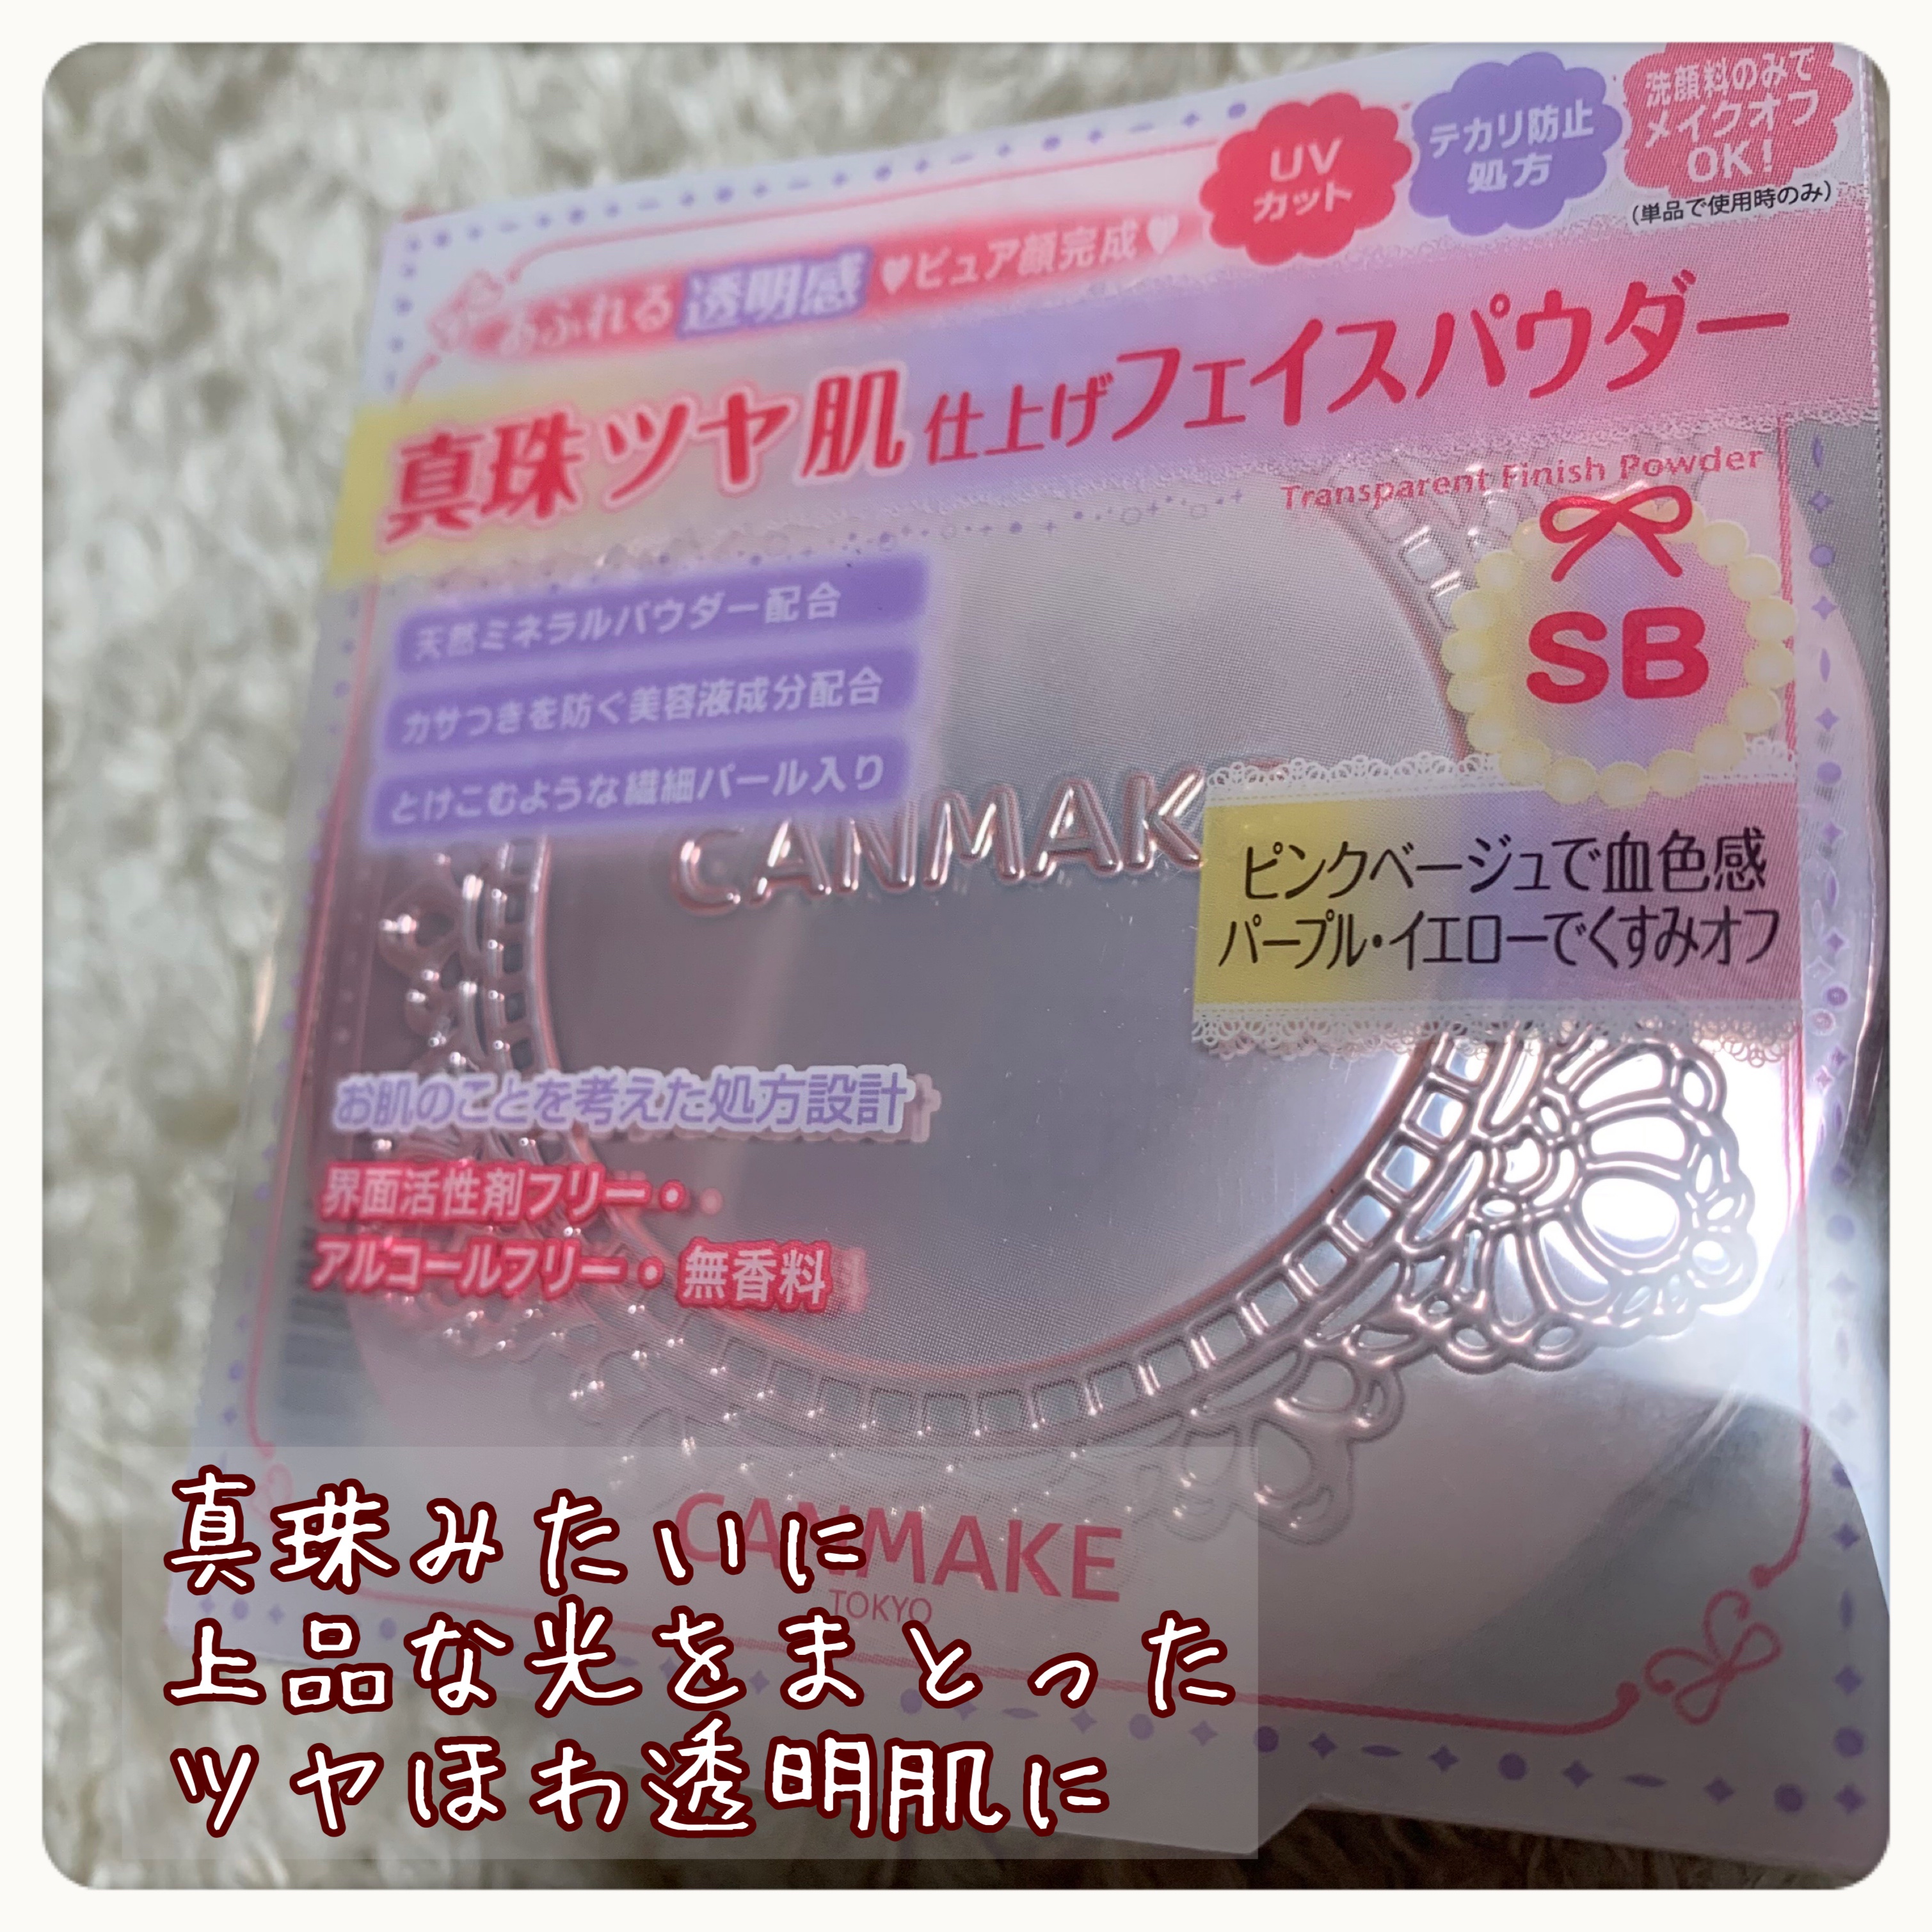 UV
カット
テカリ防止
処方
洗顔料のみで
メイクオフ
OK!
(単品で使用時のみ)
あふれる透明感♥ピュア顔完成♥
真珠ツヤ肌仕上げフェイスパウダー
Transparent Finish Powder
SB
天然ミネラルパウダー配合
カサつきを防ぐ美容液成分配合
とけこむような繊細パール入り
CANMAK
ピンクベージュで血色感
パープル・イエローでくすみオフ
お肌のことを考えた処方設計
界面活性剤フリー・
アルコールフリー・無香料
CANMAKE
TOKYO
真珠みたいに
上品な光をまとった
ツヤほわ透明肌に